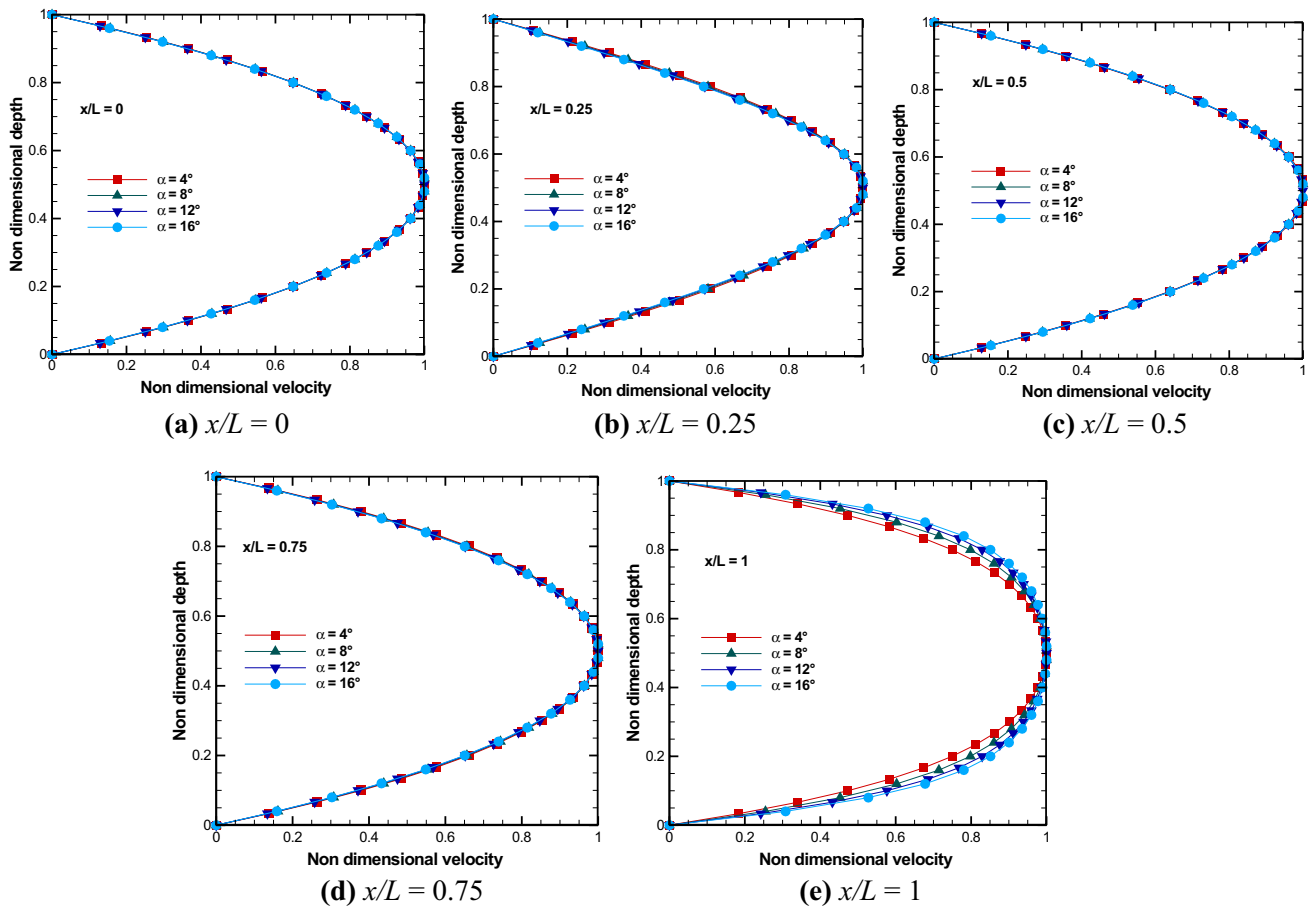 1
0.8
0.6
0.4
0.2
0
Non dimensional depth
x/L = 0
α = 4°
α = 8°
α = 12°
α = 16°
0 0.2 0.4 0.6 0.8 1
Non dimensional velocity
(a) x/L = 0
1
0.8
0.6
0.4
0.2
0
Non dimensional depth
x/L = 0.25
α = 4°
α = 8°
α = 12°
α = 16°
0 0.2 0.4 0.6 0.8 1
Non dimensional velocity
(b) x/L = 0.25
1
0.8
0.6
0.4
0.2
0
Non dimensional depth
x/L = 0.5
α = 4°
α = 8°
α = 12°
α = 16°
0 0.2 0.4 0.6 0.8 1
Non dimensional velocity
(c) x/L = 0.5
1
0.8
0.6
0.4
0.2
0
Non dimensional depth
x/L = 0.75
α = 4°
α = 8°
α = 12°
α = 16°
0 0.2 0.4 0.6 0.8 1
Non dimensional velocity
(d) x/L = 0.75
1
0.8
0.6
0.4
0.2
0
Non dimensional depth
x/L = 1
α = 4°
α = 8°
α = 12°
α = 16°
0 0.2 0.4 0.6 0.8 1
Non dimensional velocity
(e) x/L = 1